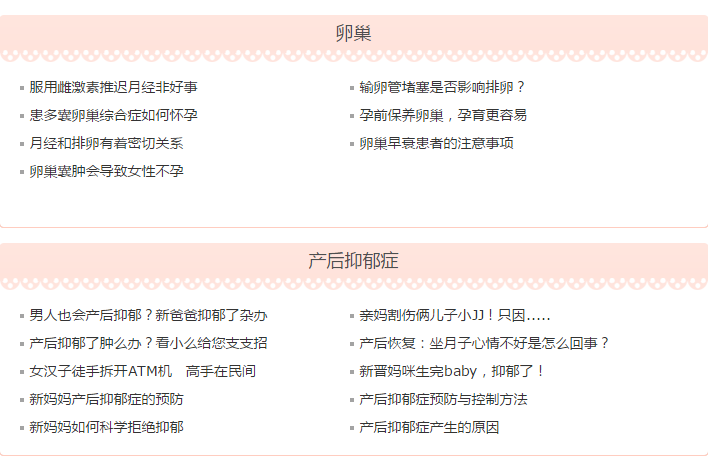 卵巢
服用雌激素推迟月经非好事
输卵管堵塞是否影响排卵？
患多囊卵巢综合症如何怀孕
孕前保养卵巢，孕育更容易
月经和排卵有着密切关系
卵巢早衰患者的注意事项
卵巢囊肿会导致女性不孕
产后抑郁症
男人也会产后抑郁？新爸爸抑郁了杂办
亲妈割伤俩儿子小JJ！只因.....
产后抑郁了肿么办？看小么给您支支招
产后恢复：坐月子心情不好是怎么回事？
女汉子徒手拆开ATM机　高手在民间
新晋妈咪生完baby，抑郁了！
新妈妈产后抑郁症的预防
产后抑郁症预防与控制方法
新妈妈如何科学拒绝抑郁
产后抑郁症产生的原因